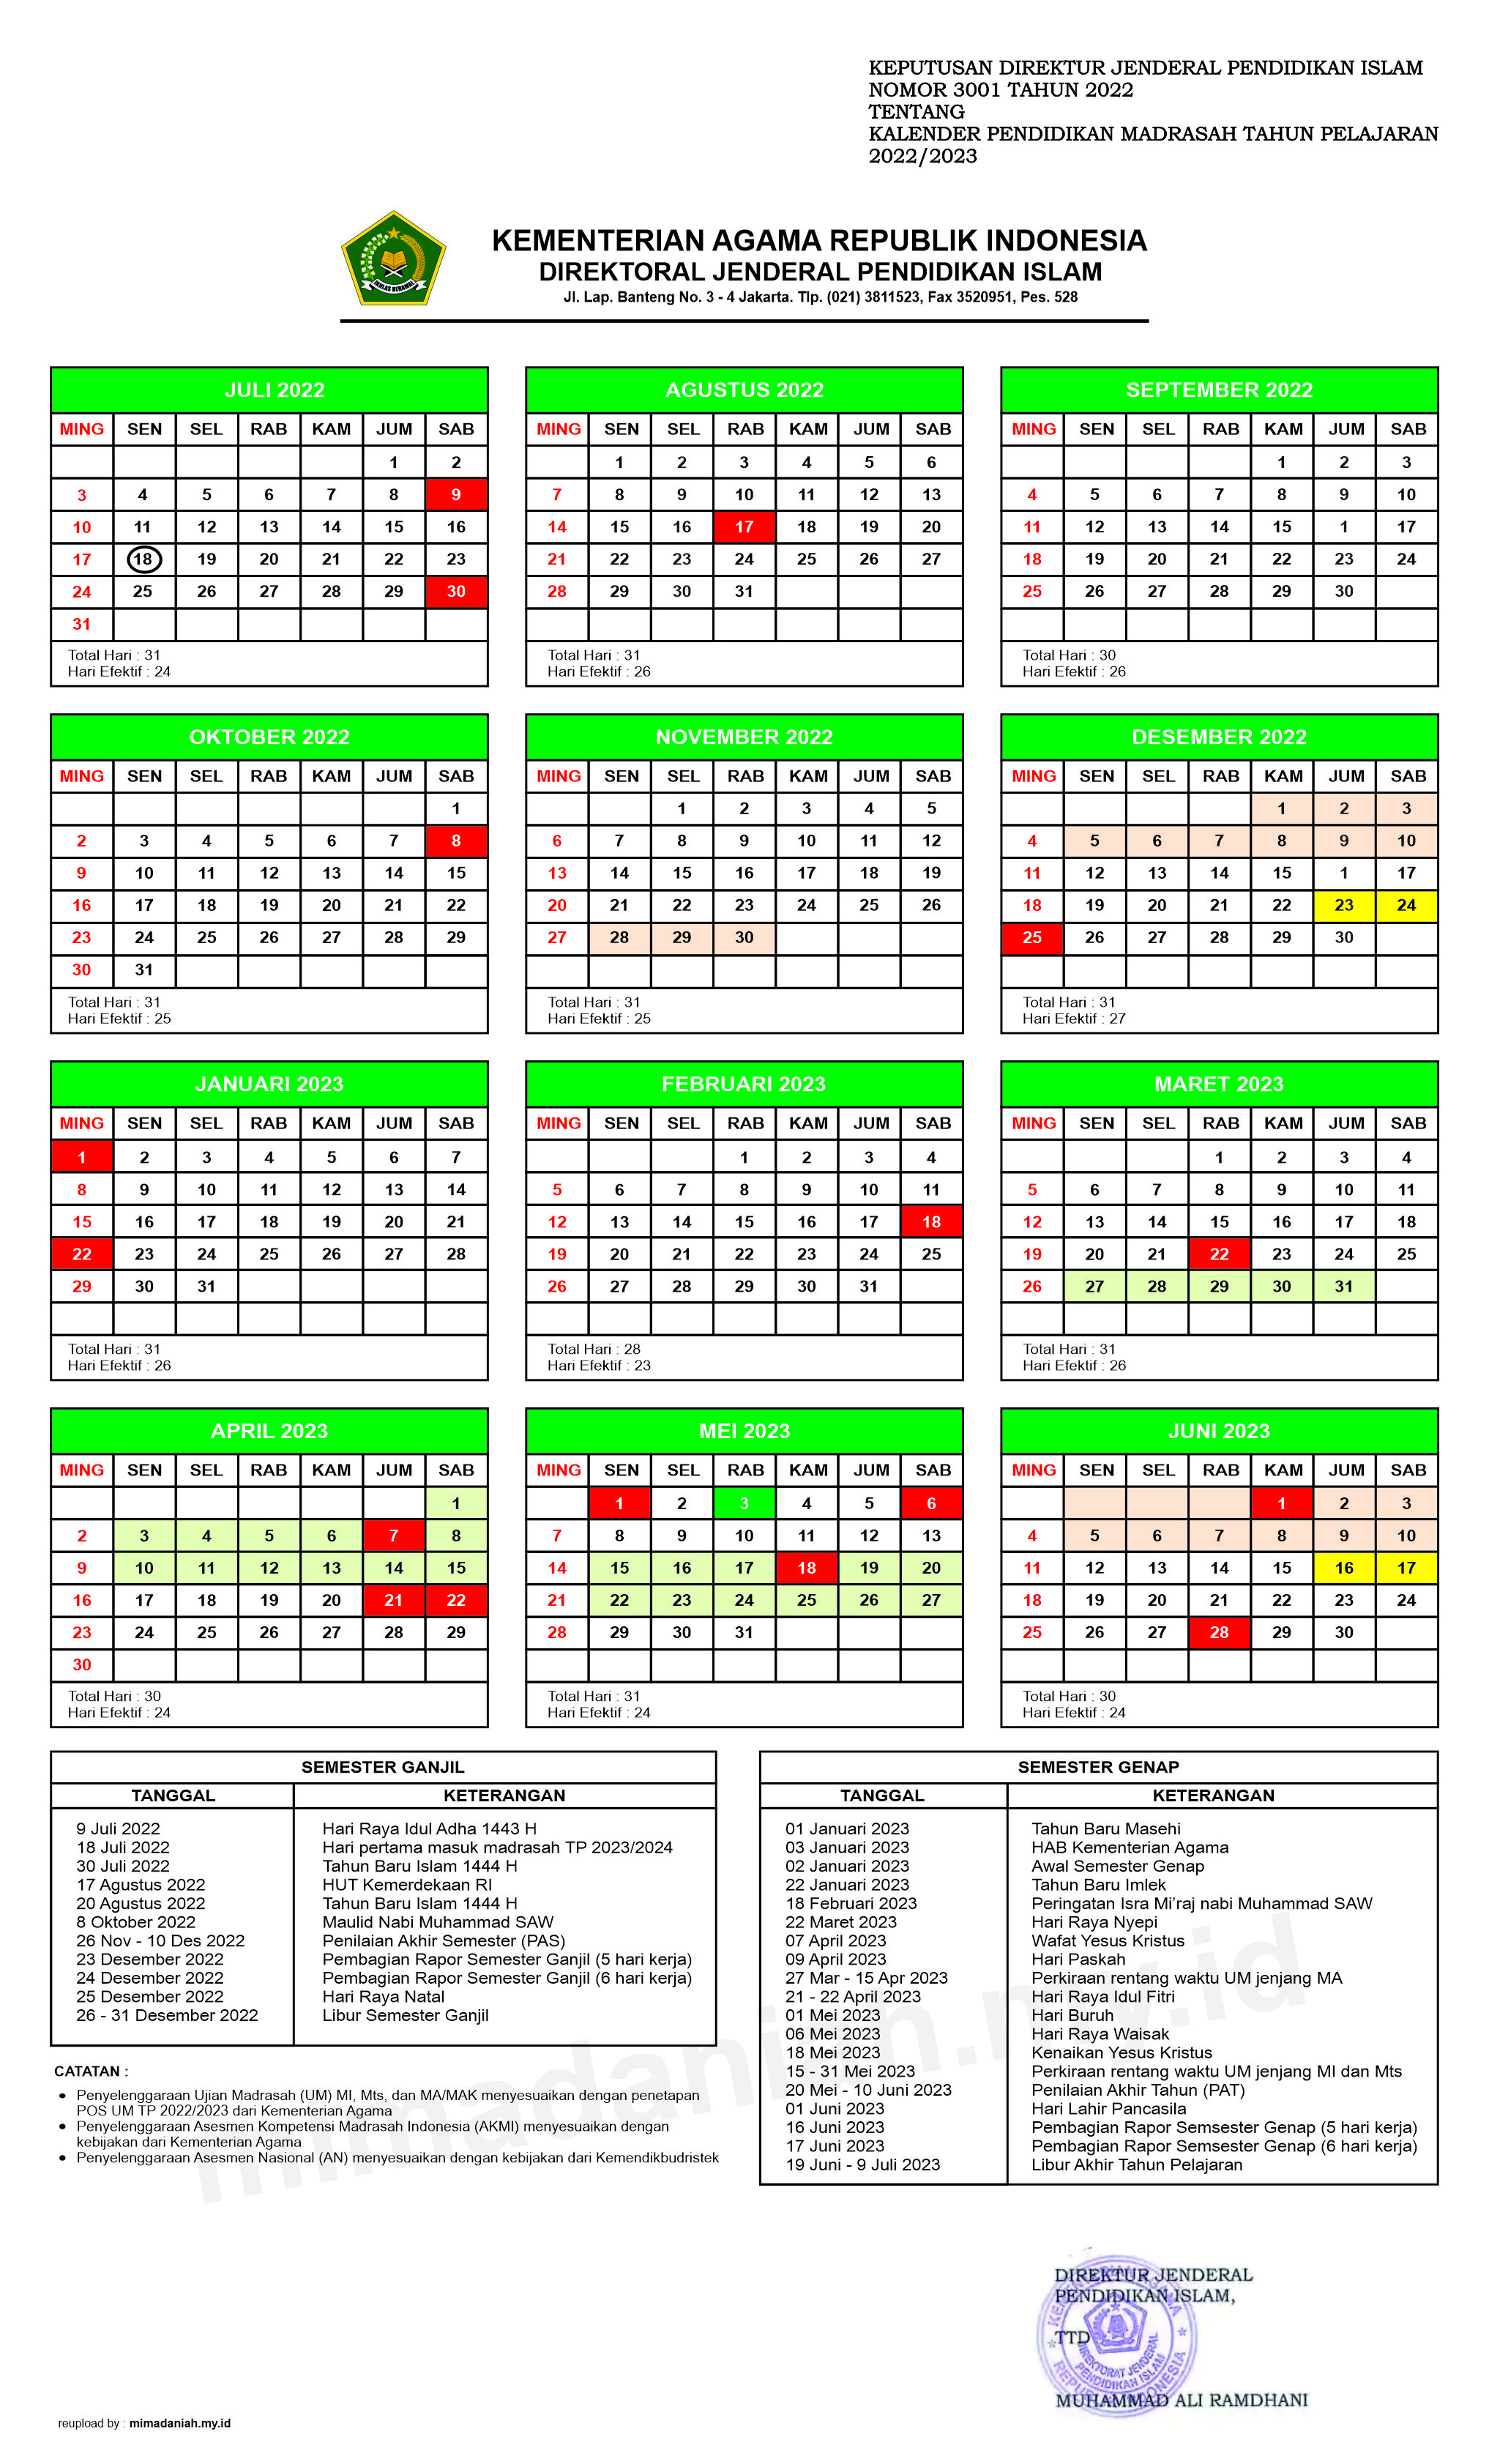 KEPUTUSAN DIREKTUR JENDERAL PENDIDIKAN ISLAM
NOMOR 3001 TAHUN 2022
TENTANG
KALENDER PENDIDIKAN MADRASAH TAHUN PELAJARAN
2022/2023
IKHLAS BERAMAL
KEMENTERIAN AGAMA REPUBLIK INDONESIA
DIREKTORAL JENDERAL PENDIDIKAN ISLAM
Jl. Lap. Banteng No. 3 - 4 Jakarta. Tlp. (021) 3811523, Fax 3520951, Pes. 528
JULI 2022
MING SEN SEL RAB KAM JUM SAB
1 2
3 4 5 6 7 8 9
10 11 12 13 14 15 16
17 18 19 20 21 22 23
24 25 26 27 28 29 30
31
Total Hari : 31
Hari Efektif : 24
AGUSTUS 2022
MING SEN SEL RAB KAM JUM SAB
1 2 3 4 5 6
7 8 9 10 11 12 13
14 15 16 17 18 19 20
21 22 23 24 25 26 27
28 29 30 31
Total Hari : 31
Hari Efektif : 26
SEPTEMBER 2022
MING SEN SEL RAB KAM JUM SAB
1 2 3
4 5 6 7 8 9 10
11 12 13 14 15 1 17
18 19 20 21 22 23 24
25 26 27 28 29 30
Total Hari : 30
Hari Efektif : 26
OKTOBER 2022
MING SEN SEL RAB KAM JUM SAB
1
2 3 4 5 6 7 8
9 10 11 12 13 14 15
16 17 18 19 20 21 22
23 24 25 26 27 28 29
30 31
Total Hari : 31
Hari Efektif : 25
NOVEMBER 2022
MING SEN SEL RAB KAM JUM SAB
1 2 3 4 5
6 7 8 9 10 11 12
13 14 15 16 17 18 19
20 21 22 23 24 25 26
27 28 29 30
Total Hari : 31
Hari Efektif : 25
DESEMBER 2022
MING SEN SEL RAB KAM JUM SAB
1 2 3
4 5 6 7 8 9 10
11 12 13 14 15 1 17
18 19 20 21 22 23 24
25 26 27 28 29 30
Total Hari : 31
Hari Efektif : 27
JANUARI 2023
MING SEN SEL RAB KAM JUM SAB
1 2 3 4 5 6 7
8 9 10 11 12 13 14
15 16 17 18 19 20 21
22 23 24 25 26 27 28
29 30 31
Total Hari : 31
Hari Efektif : 26
FEBRUARI 2023
MING SEN SEL RAB KAM JUM SAB
1 2 3 4
5 6 7 8 9 10 11
12 13 14 15 16 17 18
19 20 21 22 23 24 25
26 27 28 29 30 31
Total Hari : 28
Hari Efektif : 23
MARET 2023
MING SEN SEL RAB KAM JUM SAB
1 2 3 4
5 6 7 8 9 10 11
12 13 14 15 16 17 18
19 20 21 22 23 24 25
26 27 28 29 30 31
Total Hari : 31
Hari Efektif : 26
APRIL 2023
MING SEN SEL RAB KAM JUM SAB
1
2 3 4 5 6 7 8
9 10 11 12 13 14 15
16 17 18 19 20 21 22
23 24 25 26 27 28 29
30
Total Hari : 30
Hari Efektif : 24
MEI 2023
MING SEN SEL RAB KAM JUM SAB
1 2 3 4 5 6
7 8 9 10 11 12 13
14 15 16 17 18 19 20
21 22 23 24 25 26 27
28 29 30 31
Total Hari : 31
Hari Efektif : 24
JUNI 2023
MING SEN SEL RAB KAM JUM SAB
1 2 3
4 5 6 7 8 9 10
11 12 13 14 15 16 17
18 19 20 21 22 23 24
25 26 27 28 29 30
Total Hari : 30
Hari Efektif : 24
SEMESTER GANJIL
TANGGAL KETERANGAN
9 Juli 2022 Hari Raya Idul Adha 1443 H
18 Juli 2022 Hari pertama masuk madrasah TP 2023/2024
30 Juli 2022 Tahun Baru Islam 1444 H
17 Agustus 2022 HUT Kemerdekaan RI
20 Agustus 2022 Tahun Baru Islam 1444 H
8 Oktober 2022 Maulid Nabi Muhammad SAW
26 Nov - 10 Des 2022 Penilaian Akhir Semester (PAS)
23 Desember 2022 Pembagian Rapor Semester Ganjil (5 hari kerja)
24 Desember 2022 Pembagian Rapor Semester Ganjil (6 hari kerja)
25 Desember 2022 Hari Raya Natal
26 - 31 Desember 2022 Libur Semester Ganjil
CATATAN :
• Penyelenggaraan Ujian Madrasah (UM) MI, Mts, dan MA/MAK menyesuaikan dengan penetapan
POS UM TP 2022/2023 dari Kementerian Agama
• Penyelenggaraan Asesmen Kompetensi Madrasah Indonesia (AKMI) menyesuaikan dengan
kebijakan dari Kementerian Agama
• Penyelenggaraan Asesmen Nasional (AN) menyesuaikan dengan kebijakan dari Kemendikbudristek
SEMESTER GENAP
TANGGAL KETERANGAN
01 Januari 2023 Tahun Baru Masehi
03 Januari 2023 HAB Kementerian Agama
02 Januari 2023 Awal Semester Genap
22 Januari 2023 Tahun Baru Imlek
18 Februari 2023 Peringatan Isra Mi'raj nabi Muhammad SAW
22 Maret 2023 Hari Raya Nyepi
07 April 2023 Wafat Yesus Kristus
09 April 2023 Hari Paskah
27 Mar - 15 Apr 2023 Perkiraan rentang waktu UM jenjang MA
21 - 22 April 2023 Hari Raya Idul Fitri
01 Mei 2023 Hari Buruh
06 Mei 2023 Hari Raya Waisak
18 Mei 2023 Kenaikan Yesus Kristus
15 - 31 Mei 2023 Perkiraan rentang waktu UM jenjang MI dan Mts
20 Mei - 10 Juni 2023 Penilaian Akhir Tahun (PAT)
01 Juni 2023 Hari Lahir Pancasila
16 Juni 2023 Pembagian Rapor Semsester Genap (5 hari kerja)
17 Juni 2023 Pembagian Rapor Semsester Genap (6 hari kerja)
19 Juni - 9 Juli 2023 Libur Akhir Tahun Pelajaran
mimadaniah.my.id
DIREKTUR JENDERAL
PENDIDIKAN ISLAM,
TTD
KEMENTERIAN AGAMA
REPUBLIK INDONESIA
DIREKTORAT JENDERAL
PENDIDIKAN ISLAM
MUHAMMAD ALI RAMDHANI
reupload by : mimadaniah.my.id